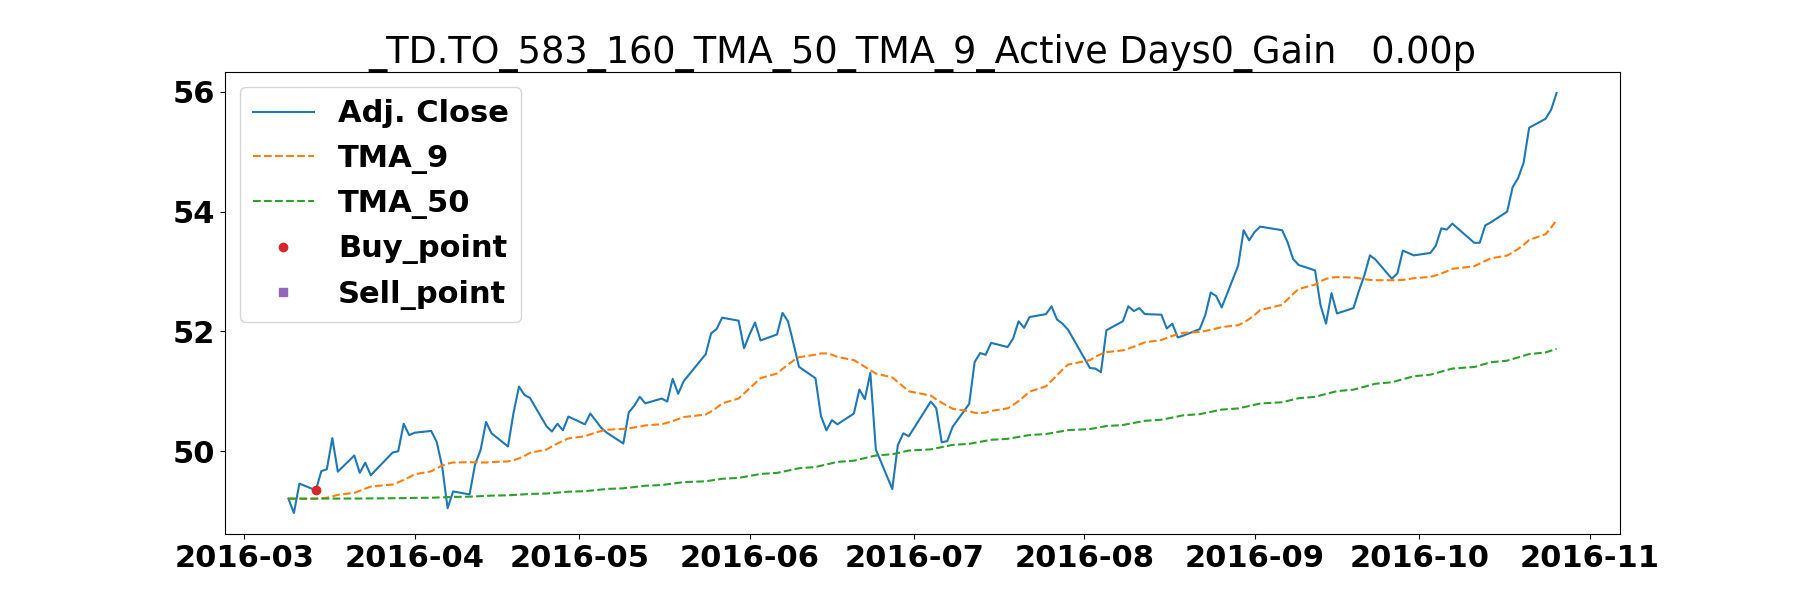 _TD.TO_583_160_TMA_50_TMA_9_Active Days0_Gain   0.00p
56
54
52
50
Adj. Close
TMA_9
TMA_50
Buy_point
Sell_point
2016-03 2016-04 2016-05 2016-06 2016-07 2016-08 2016-09 2016-10 2016-11